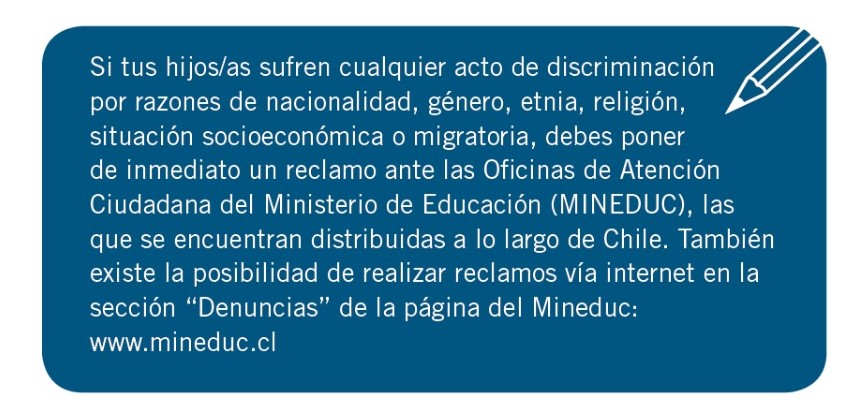 Si tus hijos/as sufren cualquier acto de discriminación
por razones de nacionalidad, género, etnia, religión,
situación socioeconómica o migratoria, debes poner
de inmediato un reclamo ante las Oficinas de Atención
Ciudadana del Ministerio de Educación (MINEDUC), las
que se encuentran distribuidas a lo largo de Chile. También
existe la posibilidad de realizar reclamos vía internet en la
sección “Denuncias” de la página del Mineduc:
www.mineduc.cl